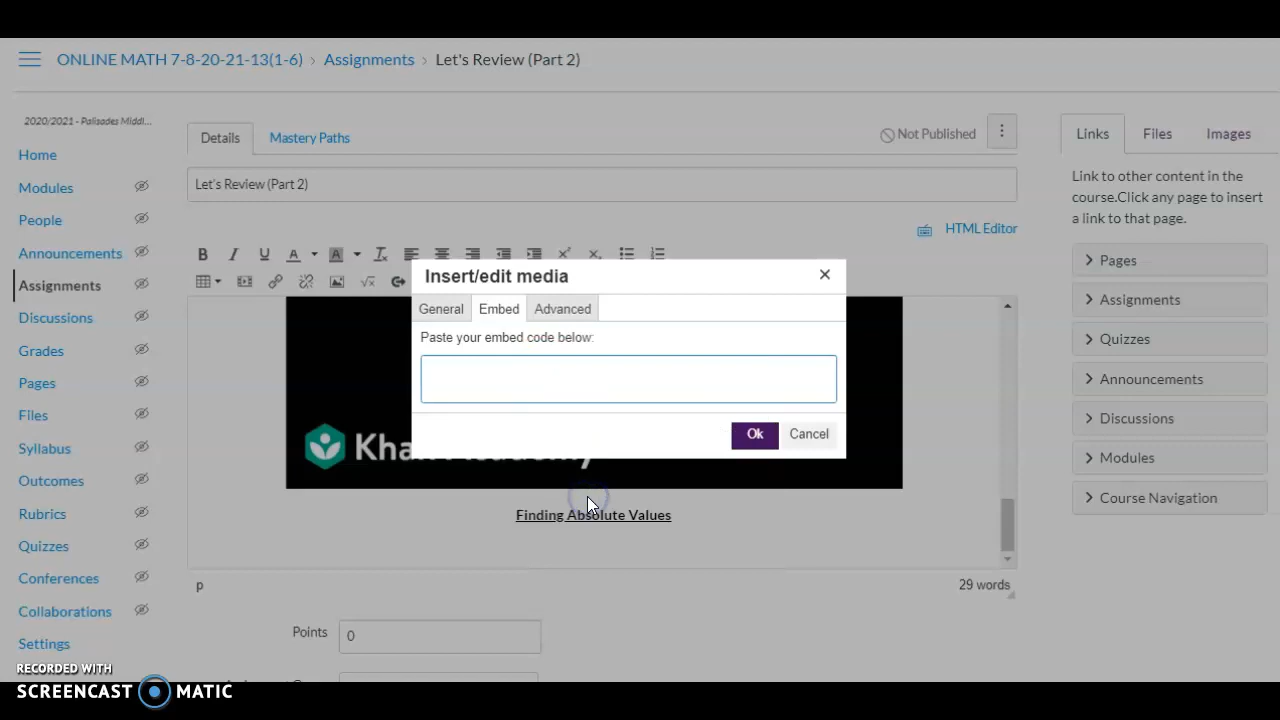 ONLINE MATH 7-8-20-21-13(1-6) › Assignments › Let's Review (Part 2)
2020/2021 - Palisades Middl...
Home
Modules
People
Announcements
Assignments
Discussions
Grades
Pages
Files
Syllabus
Outcomes
Rubrics
Quizzes
Conferences
Collaborations
Settings
Details
Mastery Paths
Not Published
Let's Review (Part 2)
HTML Editor
Insert/edit media
General
Embed
Advanced
Paste your embed code below:
Ok
Cancel
Khan Academy
Finding Absolute Values
p
29 words
Points
0
Links
Files
Images
Link to other content in the
course.Click any page to insert
a link to that page.
Pages
Assignments
Quizzes
Announcements
Discussions
Modules
Course Navigation
RECORDED WITH
SCREENCAST MATIC